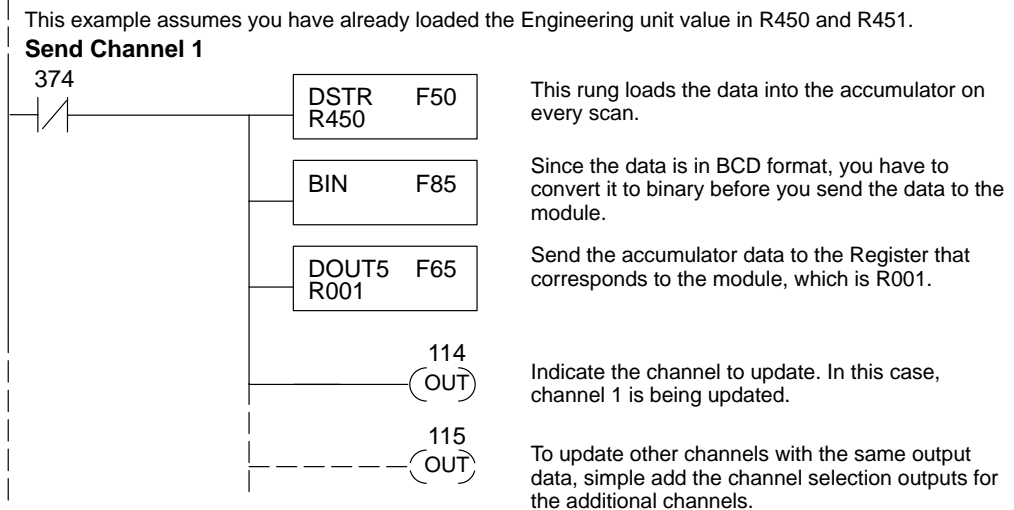 This example assumes you have already loaded the Engineering unit value in R450 and R451.
Send Channel 1
374
DSTR F50
R450
This rung loads the data into the accumulator on
every scan.
BIN F85
Since the data is in BCD format, you have to
convert it to binary before you send the data to the
module.
DOUT5 F65
R001
Send the accumulator data to the Register that
corresponds to the module, which is R001.
114
OUT
Indicate the channel to update. In this case,
channel 1 is being updated.
115
OUT
To update other channels with the same output
data, simple add the channel selection outputs for
the additional channels.